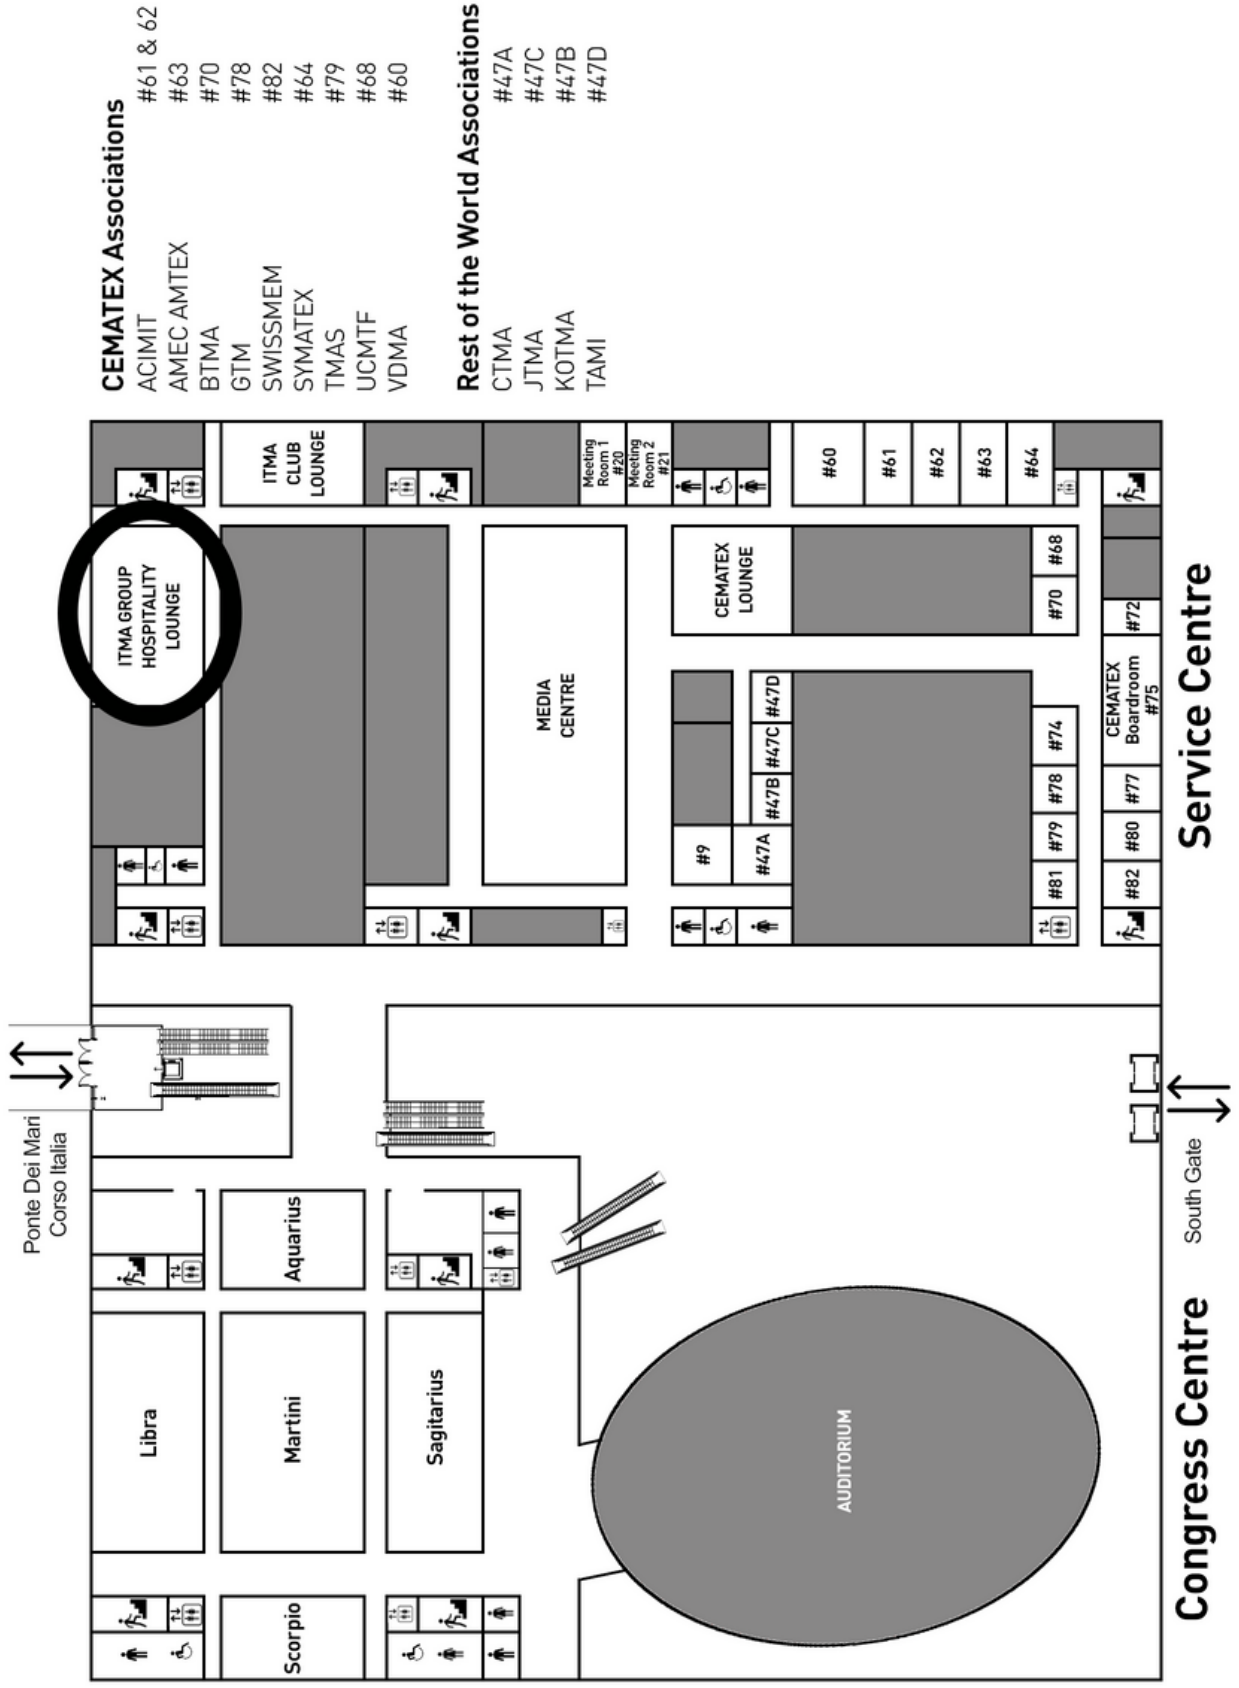 CEMATEX Associations
ACIMIT #61 & 62
AMEC AMTEX #63
BTMA #70
GTM #78
SWISSMEM #82
SYMATEX #64
TMAS #79
UCMTF #68
VDMA #60
Rest of the World Associations
CTMA #47A
JTMA #47C
KOTMA #47B
TAMI #47D
ITMA
CLUB
LOUNGE
Meeting
Room 1
#20
Meeting
Room 2
#21
#60
#61
#62
#63
#64
ITMA GROUP
HOSPITALITY
LOUNGE
MEDIA
CENTRE
CEMATEX
LOUNGE
#68
#70
#72
CEMATEX
Boardroom
#75
#47D
#47C
#47B
#47A
#9
#74
#78
#79
#81
#77
#80
#82
Service Centre
Ponte Dei Mari
Corso Italia
South Gate
Aquarius
Libra
Martini
Sagitarius
Scorpio
AUDITORIUM
Congress Centre